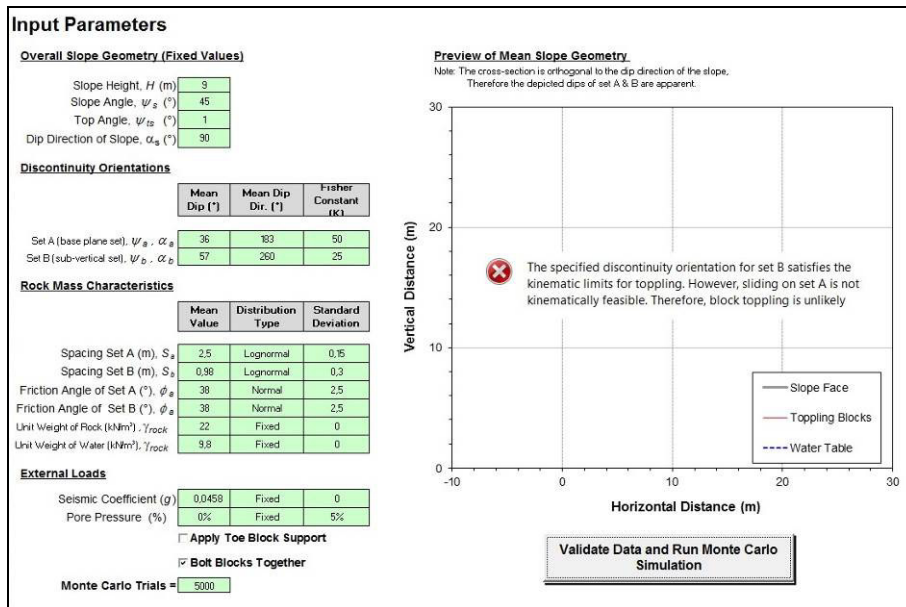 Input Parameters
Overall Slope Geometry (Fixed Values)
Slope Height, H (m) 9
Slope Angle, ψs (°) 45
Top Angle, ψts (°) 1
Dip Direction of Slope, αs (°) 90
Discontinuity Orientations
Mean Dip (°) Mean Dip Dir. (°) Fisher Constant (K)
Set A (base plane set), ψa , αa 36 183 50
Set B (sub-vertical set), ψb , αb 57 260 25
Rock Mass Characteristics
Mean Value Distribution Type Standard Deviation
Spacing Set A (m), Sa 2,5 Lognormal 0,15
Spacing Set B (m), Sb 0,98 Lognormal 0,3
Friction Angle of Set A (°), ϕa 38 Normal 2,5
Friction Angle of Set B (°), ϕa 38 Normal 2,5
Unit Weight of Rock (kN/m³), γrock 22 Fixed 0
Unit Weight of Water (kN/m³), γrock 9,8 Fixed 0
External Loads
Seismic Coefficient (g) 0,0458 Fixed 0
Pore Pressure (%) 0% Fixed 5%
Apply Toe Block Support
Bolt Blocks Together
Monte Carlo Trials = 5000
Preview of Mean Slope Geometry
Note: The cross-section is orthogonal to the dip direction of the slope,
Therefore the depicted dips of set A & B are apparent.
30
20
10
0
Vertical Distance (m)
The specified discontinuity orientation for set B satisfies the
kinematic limits for toppling. However, sliding on set A is not
kinematically feasible. Therefore, block toppling is unlikely
Slope Face
Toppling Blocks
Water Table
-10 0 10 20 30
Horizontal Distance (m)
Validate Data and Run Monte Carlo
Simulation